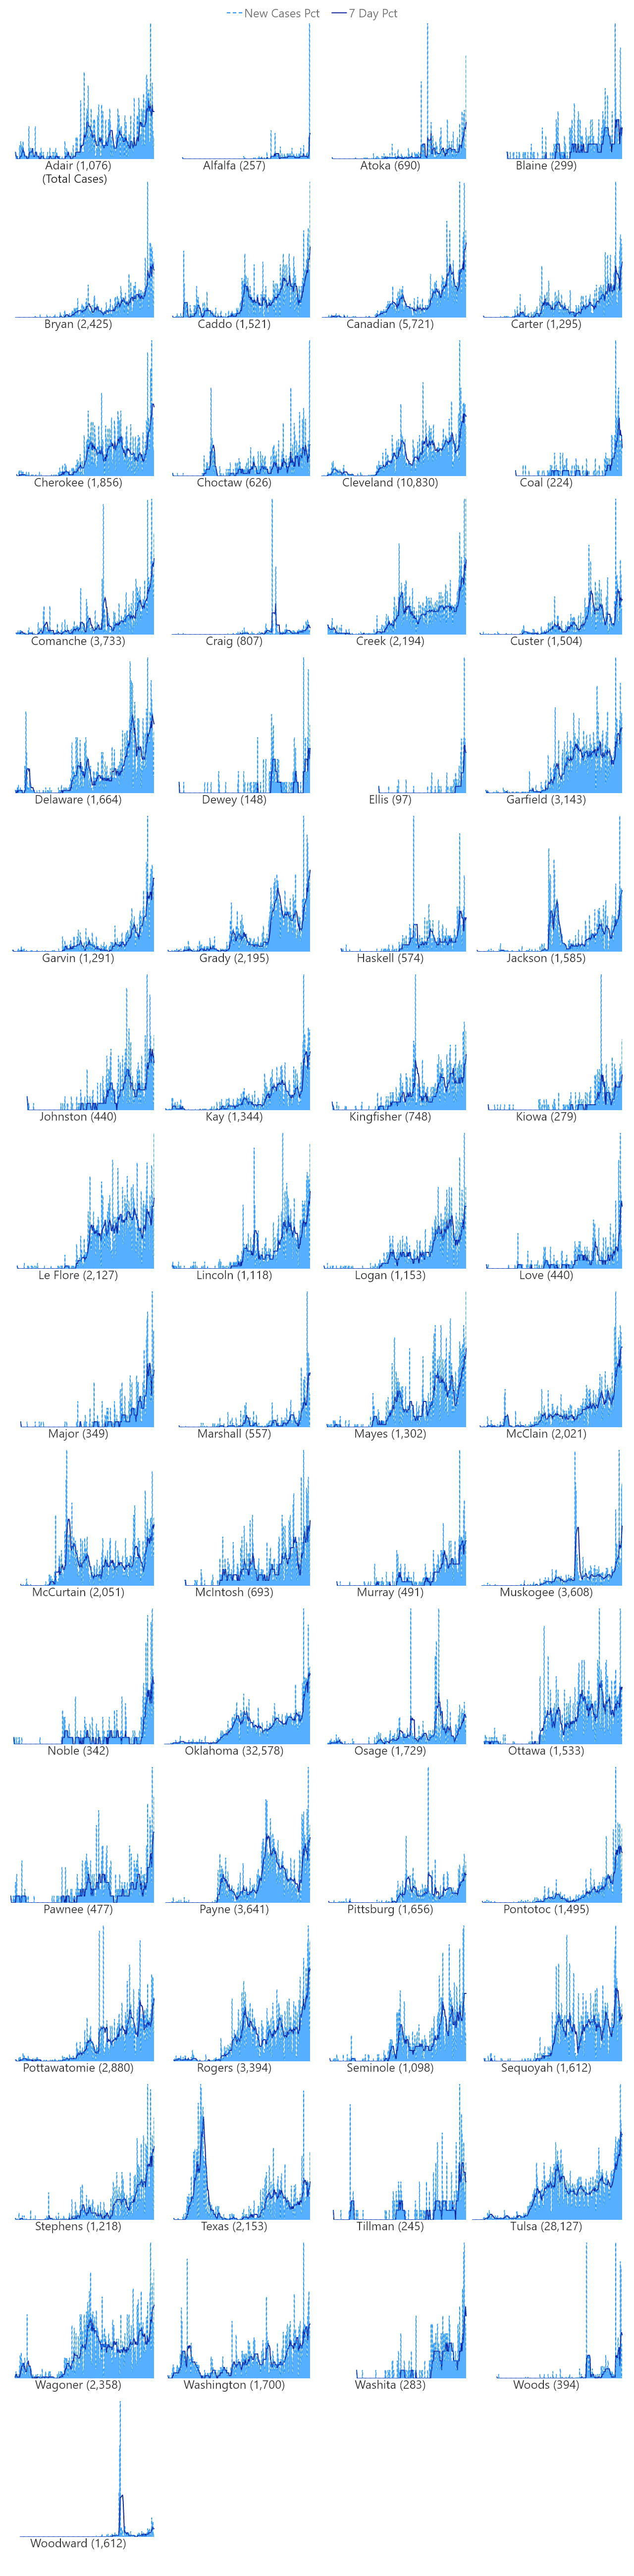 New Cases Pct 7 Day Pct
Adair (1,076) Alfalfa (257) Atoka (690) Blaine (299)
(Total Cases)
Bryan (2,425) Caddo (1,521) Canadian (5,721) Carter (1,295)
Cherokee (1,856) Choctaw (626) Cleveland (10,830) Coal (224)
Comanche (3,733) Craig (807) Creek (2,194) Custer (1,504)
Delaware (1,664) Dewey (148) Ellis (97) Garfield (3,143)
Garvin (1,291) Grady (2,195) Haskell (574) Jackson (1,585)
Johnston (440) Kay (1,344) Kingfisher (748) Kiowa (279)
Le Flore (2,127) Lincoln (1,118) Logan (1,153) Love (440)
Major (349) Marshall (557) Mayes (1,302) McClain (2,021)
McCurtain (2,051) McIntosh (693) Murray (491) Muskogee (3,608)
Noble (342) Oklahoma (32,578) Osage (1,729) Ottawa (1,533)
Pawnee (477) Payne (3,641) Pittsburg (1,656) Pontotoc (1,495)
Pottawatomie (2,880) Rogers (3,394) Seminole (1,098) Sequoyah (1,612)
Stephens (1,218) Texas (2,153) Tillman (245) Tulsa (28,127)
Wagoner (2,358) Washington (1,700) Washita (283) Woods (394)
Woodward (1,612)